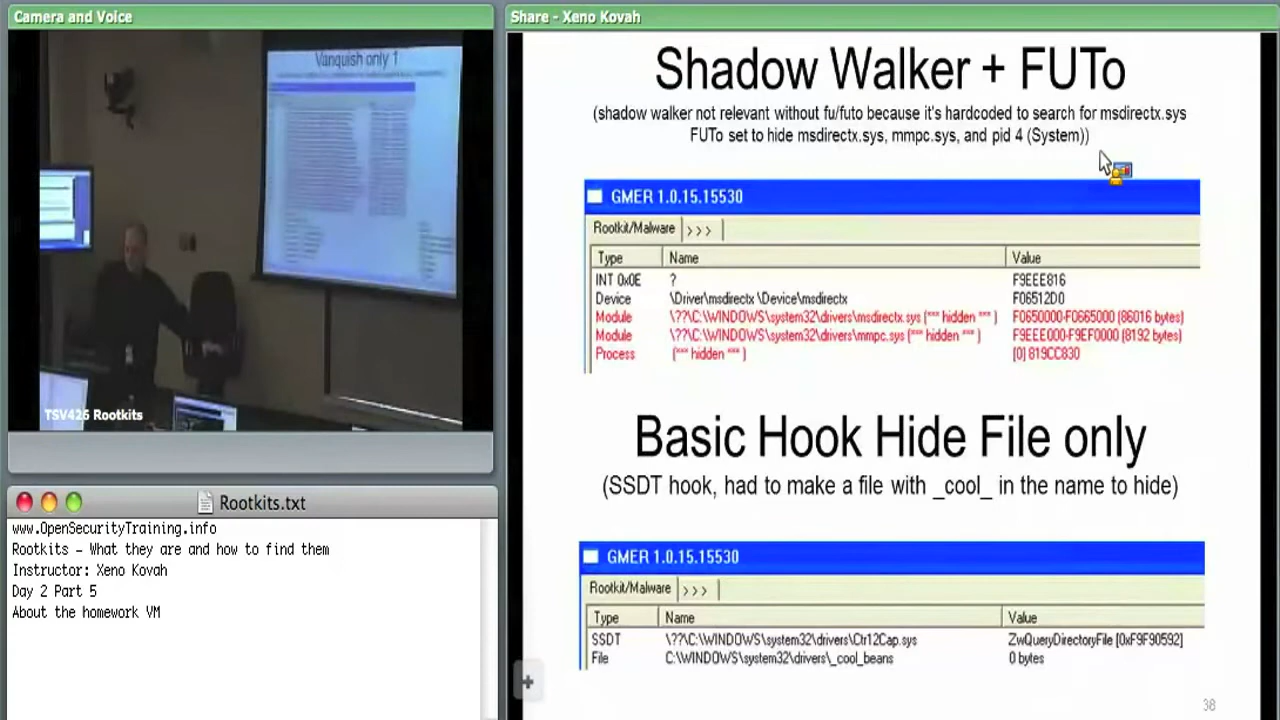 Camera and Voice
Vanquish only 1
TSV426 Rootkits
Rootkits.txt
www.OpenSecurityTraining.info
Rootkits - What they are and how to find them
Instructor: Xeno Kovah
Day 2 Part 5
About the homework VM
Share - Xeno Kovah
Shadow Walker + FUTo
(shadow walker not relevant without fu/futo because it's hardcoded to search for msdirectx.sys
FUTo set to hide msdirectx.sys, mmpc.sys, and pid 4 (System))
GMER 1.0.15.15530
Rootkit/Malware >>>
Type Name Value
INT 0x0E ? F9EEE816
Device \Driver\msdirectx \Device\msdirectx F06512D0
Module \??\C:\WINDOWS\system32\drivers\msdirectx.sys (*** hidden *** ) F0650000-F0665000 (86016 bytes)
Module \??\C:\WINDOWS\system32\drivers\mmpc.sys (*** hidden *** ) F9EEE000-F9EF0000 (8192 bytes)
Process (*** hidden *** ) [0] 819CC830
Basic Hook Hide File only
(SSDT hook, had to make a file with _cool_ in the name to hide)
GMER 1.0.15.15530
Rootkit/Malware >>>
Type Name Value
SSDT \??\C:\WINDOWS\system32\drivers\Ctr12Cap.sys ZwQueryDirectoryFile [0xF9F90592]
File C:\WINDOWS\system32\drivers\_cool_beans 0 bytes
38